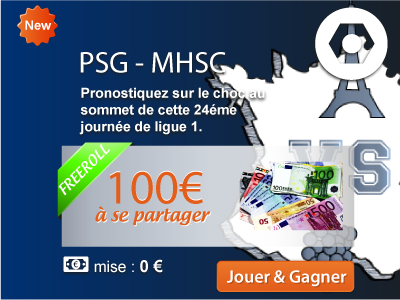 New
PSG - MHSC
Pronostiquez sur le choc au
sommet de cette 24éme
journée de ligue 1.
FREEROLL
100€
à se partager
VS
mise : 0 €
Jouer & Gagner